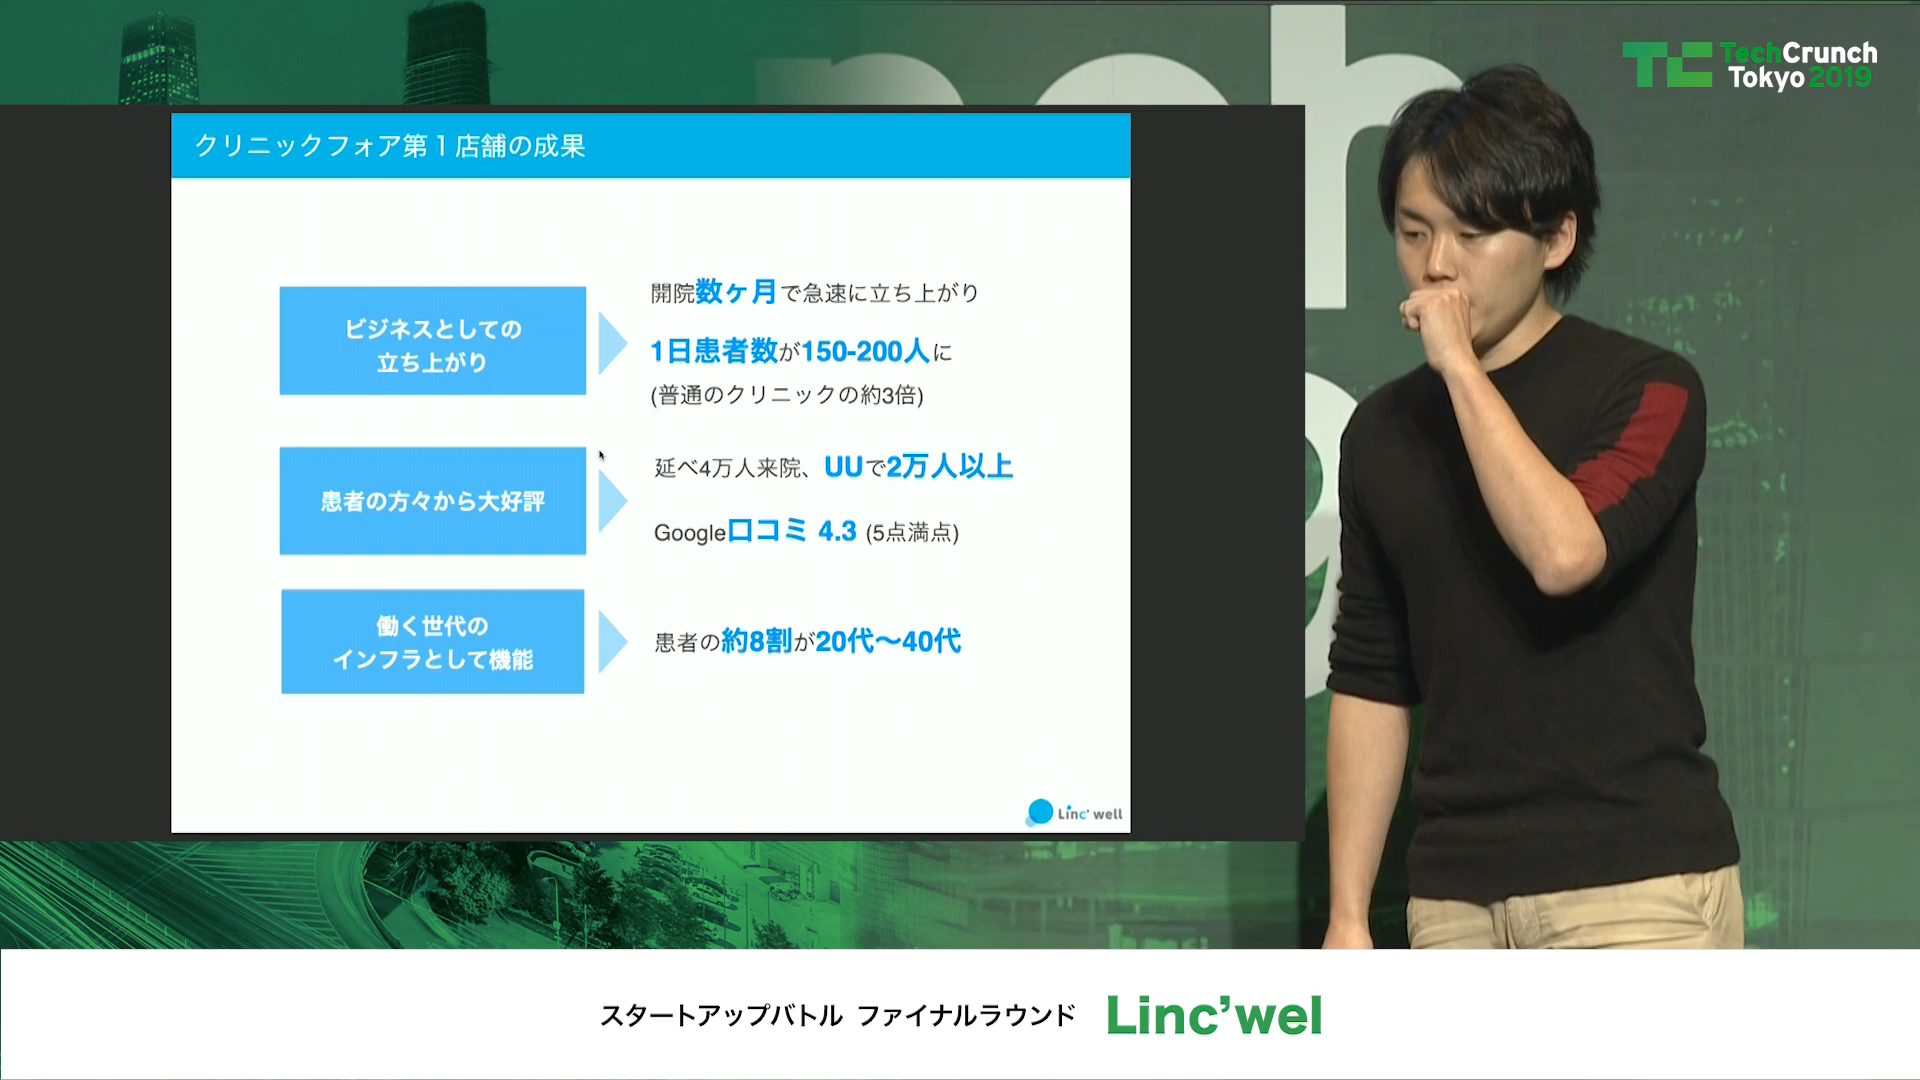 TechCrunch
Tokyo 2019
クリニックフォア第1店舗の成果
ビジネスとしての
立ち上がり
開院数ヶ月で急速に立ち上がり
1日患者数が150-200人に
(普通のクリニックの約3倍)
患者の方々から大好評
延べ4万人来院、UUで2万人以上
Google口コミ 4.3 (5点満点)
働く世代の
インフラとして機能
患者の約8割が20代〜40代
Linc' well
スタートアップバトル ファイナルラウンド Linc'wel